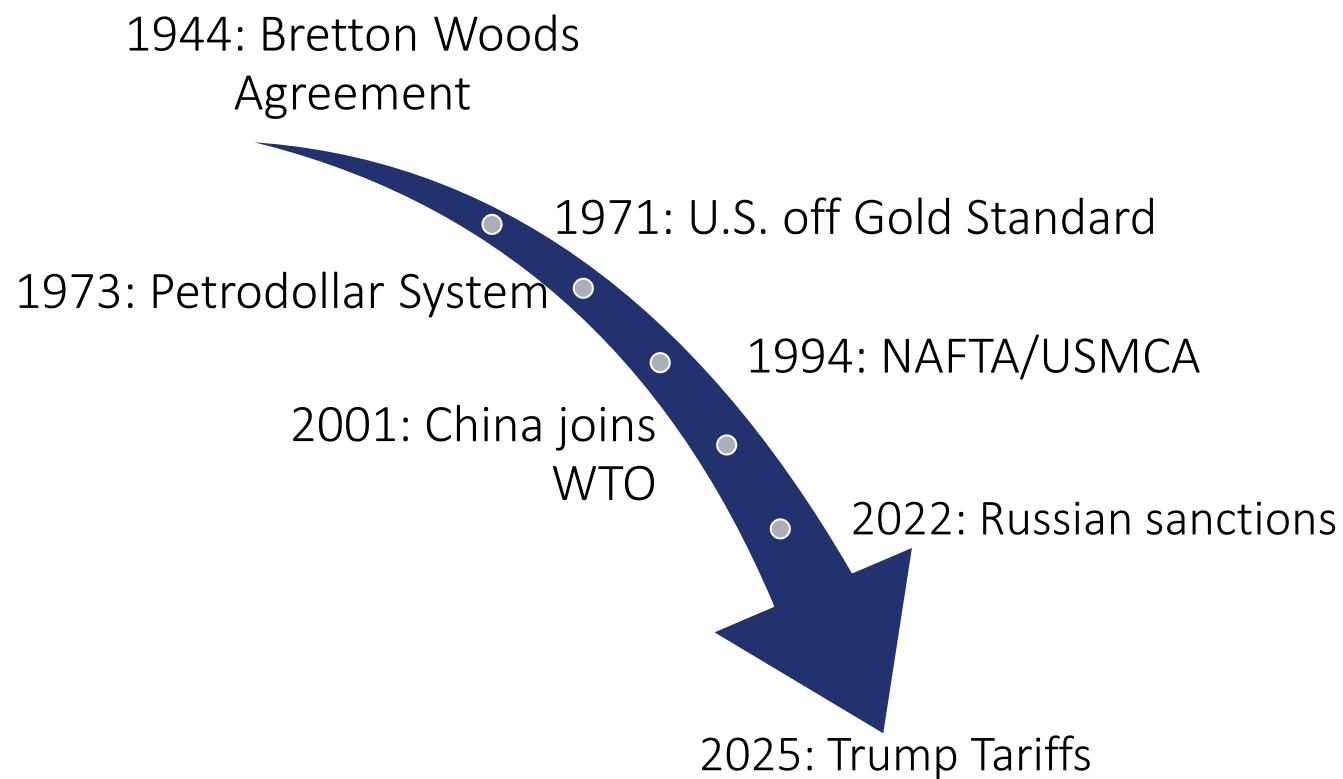 1944: Bretton Woods
Agreement
1971: U.S. off Gold Standard
1973: Petrodollar System
1994: NAFTA/USMCA
2001: China joins
WTO
2022: Russian sanctions
2025: Trump Tariffs